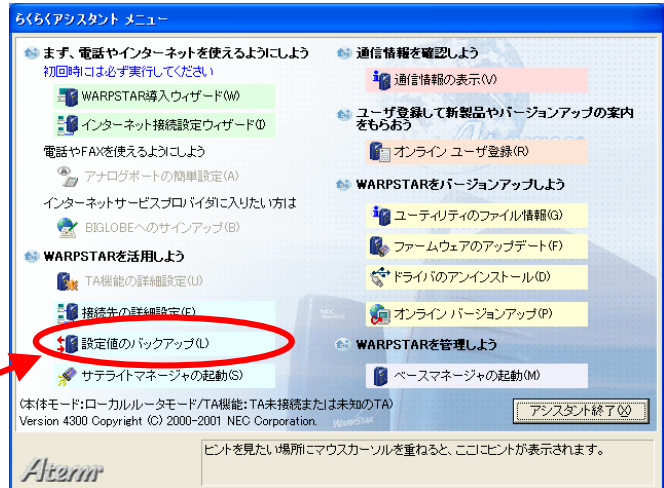 らくらくアシスタント メニュー
まず、電話やインターネットを使えるようにしよう
初回時には必ず実行してください
WARPSTAR導入ウィザード(W)
インターネット接続設定ウィザード(I)
電話やFAXを使えるようにしよう
アナログポートの簡単設定(A)
インターネットサービスプロバイダに入りたい方は
BIGLOBEへのサインアップ(B)
WARPSTARを活用しよう
TA機能の詳細設定(U)
接続先の詳細設定(E)
設定値のバックアップ(L)
サテライトマネージャの起動(S)
通信情報を確認しよう
通信情報の表示(V)
ユーザ登録して新製品やバージョンアップの案内
をもらおう
オンライン ユーザ登録(R)
WARPSTARをバージョンアップしよう
ユーティリティのファイル情報(G)
ファームウェアのアップデート(F)
ドライバのアンインストール(D)
オンライン バージョンアップ(P)
WARPSTARを管理しよう
ベースマネージャの起動(M)
(本体モード:ローカルルータモード/TA機能:TA未接続または未知のTA)
Version 4300 Copyright (C) 2000-2001 NEC Corporation.
アシスタント終了(X)
Aterm
ヒントを見たい場所にマウスカーソルを重ねると、ここにヒントが表示されます。